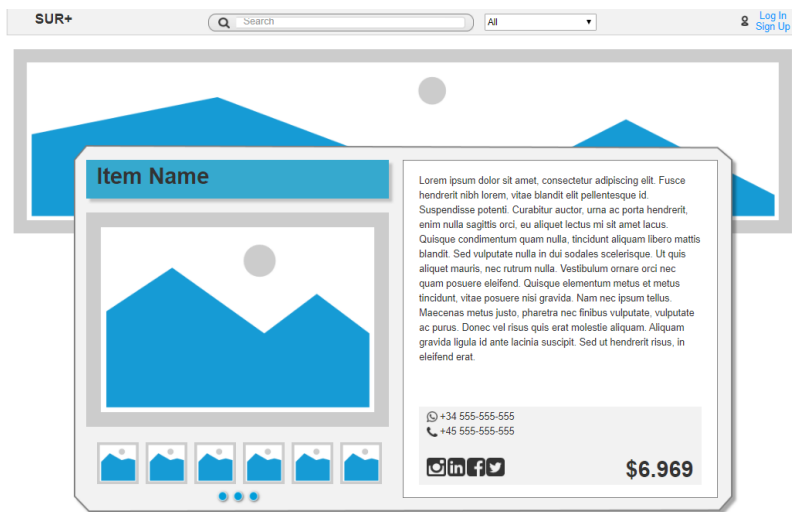 SUR+
Search
All
Log In
Sign Up
Item Name
Lorem ipsum dolor sit amet, consectetur adipiscing elit. Fusce
hendrerit nibh lorem, vitae blandit elit pellentesque id.
Suspendisse potenti. Curabitur auctor, urna ac porta hendrerit,
enim nulla sagittis orci, eu aliquet lectus mi sit amet lacus.
Quisque condimentum quam nulla, tincidunt aliquam libero mattis
blandit. Sed vulputate nulla in dui sodales scelerisque. Ut quis
aliquet mauris, nec rutrum nulla. Vestibulum ornare orci nec
quam posuere eleifend. Quisque elementum metus et metus
tincidunt, vitae posuere nisi gravida. Nam nec ipsum tellus.
Maecenas metus justo, pharetra nec finibus vulputate, vulputate
ac purus. Donec vel risus quis erat molestie aliquam. Aliquam
gravida ligula id ante lacinia suscipit. Sed ut hendrerit risus, in
eleifend erat.
+34 555-555-555
+45 555-555-555
$6.969